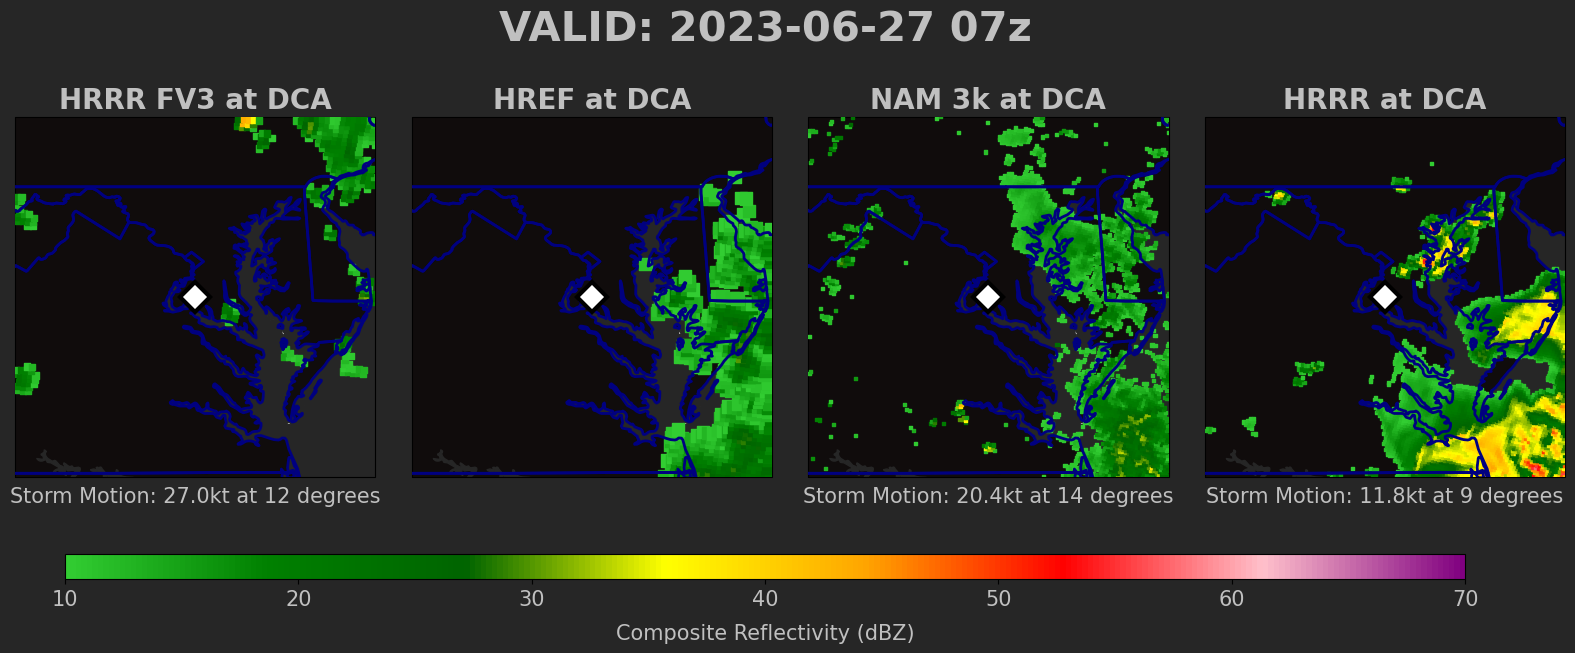 VALID: 2023-06-27 07z
HRRR FV3 at DCA
HREF at DCA
NAM 3k at DCA
HRRR at DCA
Storm Motion: 27.0kt at 12 degrees
Storm Motion: 20.4kt at 14 degrees
Storm Motion: 11.8kt at 9 degrees
10 20 30 40 50 60 70
Composite Reflectivity (dBZ)